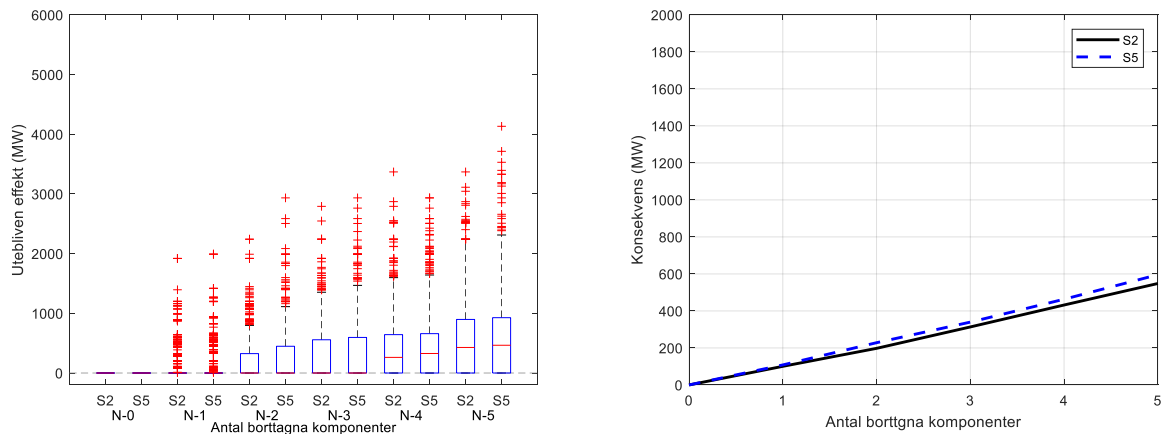 6000
5000
4000
3000
2000
1000
0
Utebliven effekt (MW)
S2 S5 S2 S5 S2 S5 S2 S5 S2 S5 S2 S5
N-0 N-1 N-2 N-3 N-4 N-5
Antal borttagna komponenter
2000
1800
1600
1400
1200
1000
800
600
400
200
0
Konsekvens (MW)
S2
S5
0 1 2 3 4 5
Antal borttgna komponenter